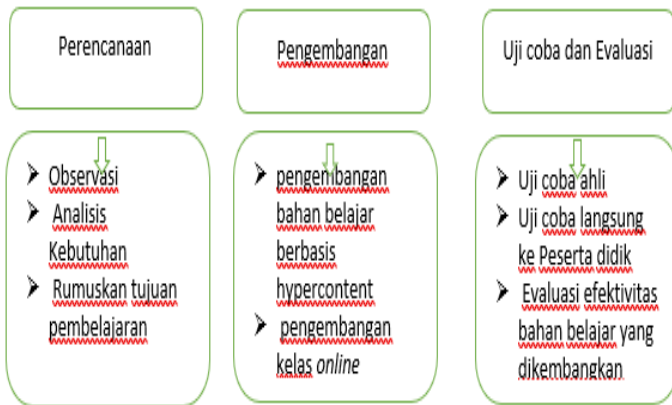 Perencanaan
➢ Observasi
➢ Analisis
Kebutuhan
➢ Rumuskan tujuan
pembelajaran
Pengembangan
➢ pengembangan
bahan belajar
berbasis
hypercontent
➢ pengembangan
kelas online
Uji coba dan Evaluasi
➢ Uji coba ahli
➢ Uji coba langsung
ke Peserta didik
➢ Evaluasi efektivitas
bahan belajar yang
dikembangkan